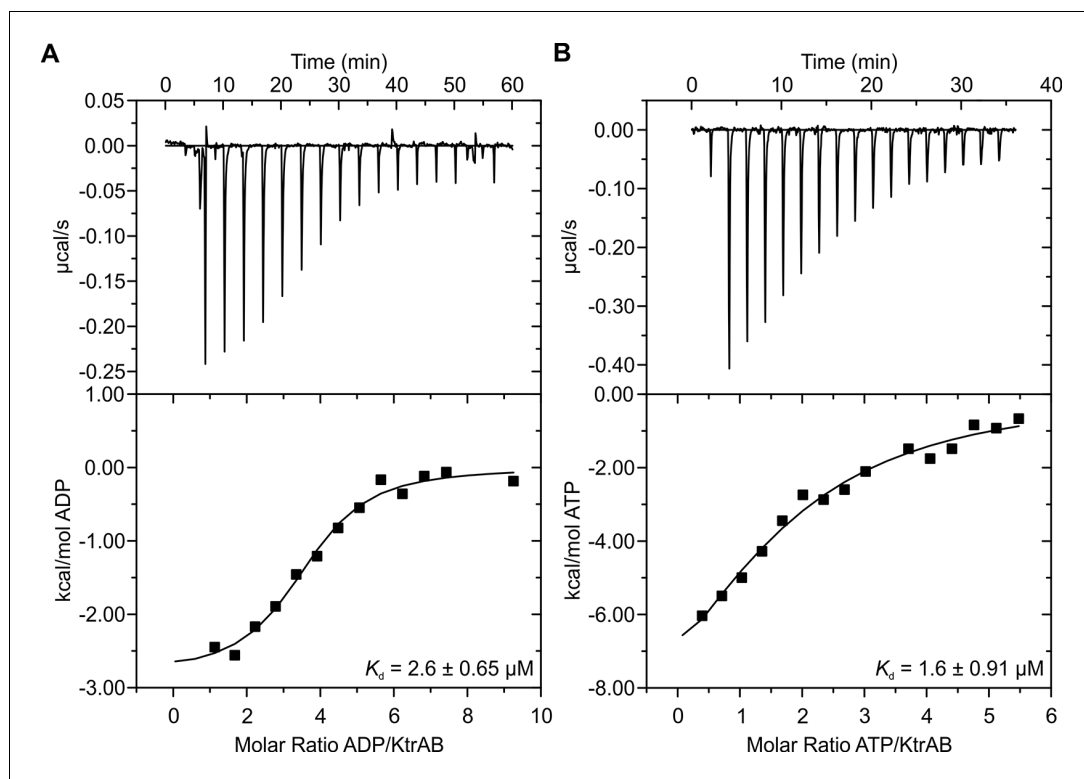 A
Time (min)
0 10 20 30 40 50 60
0.05
0.00
-0.05
-0.10
-0.15
-0.20
-0.25
µcal/s
1.00
0.00
-1.00
-2.00
-3.00
kcal/mol ADP
Kd = 2.6 ± 0.65 µM
0 2 4 6 8 10
Molar Ratio ADP/KtrAB
B
Time (min)
0 10 20 30 40
0.00
-0.10
-0.20
-0.30
-0.40
µcal/s
0.00
-2.00
-4.00
-6.00
-8.00
kcal/mol ATP
Kd = 1.6 ± 0.91 µM
0 1 2 3 4 5 6
Molar Ratio ATP/KtrAB